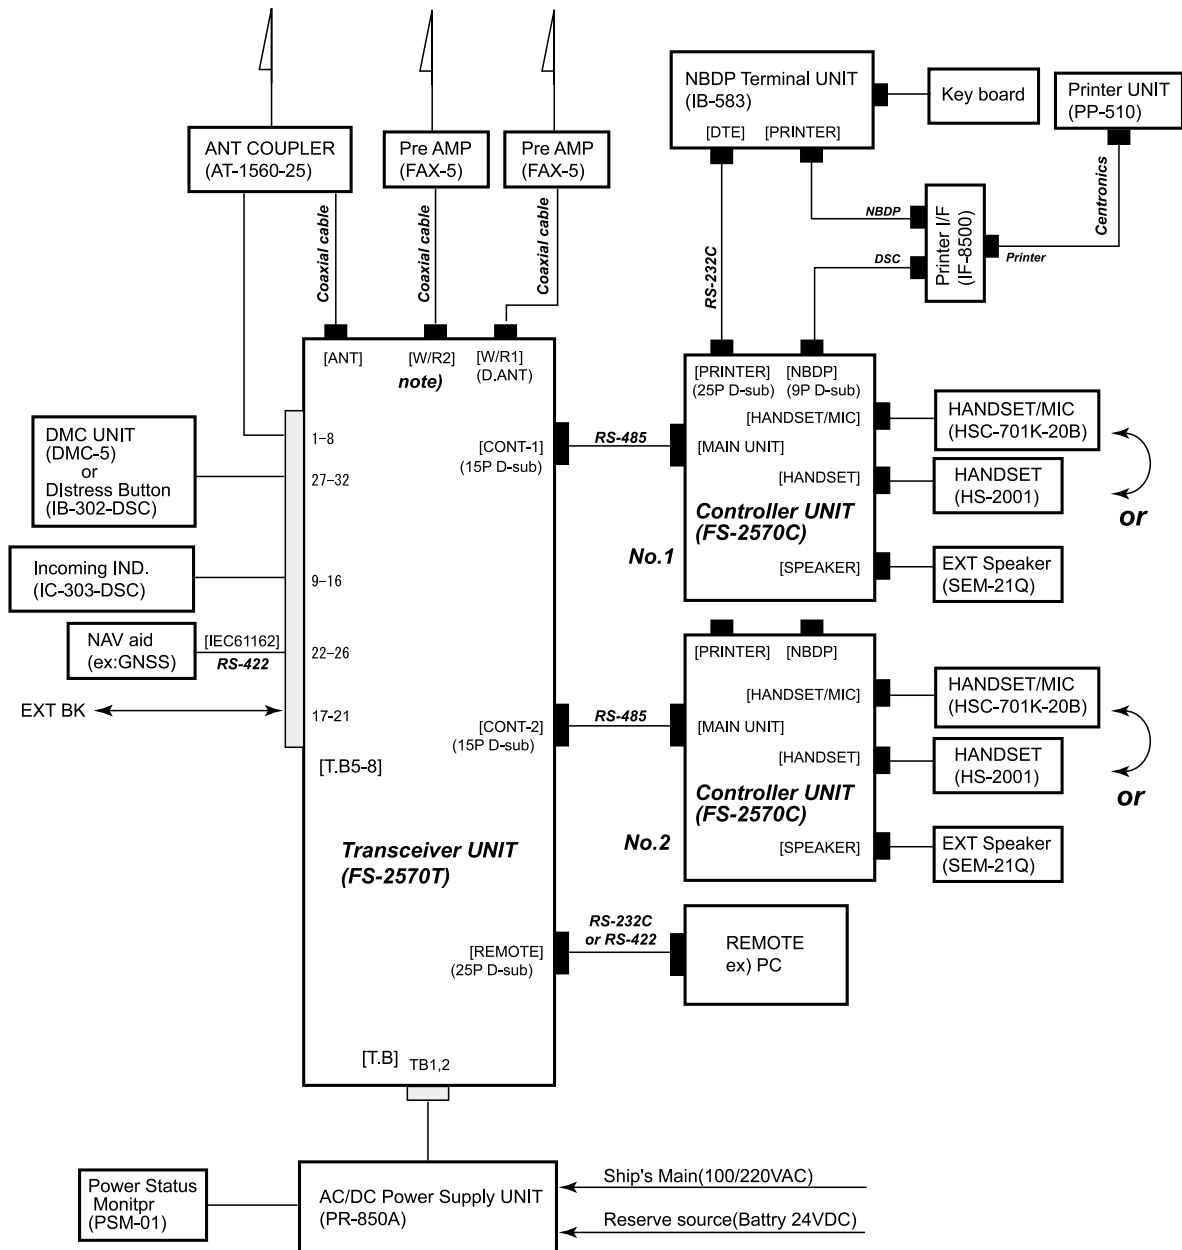 NBDP Terminal UNIT
(IB-583)
[DTE] [PRINTER]
Key board
Printer UNIT
(PP-510)
ANT COUPLER
(AT-1560-25)
Pre AMP
(FAX-5)
Pre AMP
(FAX-5)
Coaxial cable
Coaxial cable
Coaxial cable
RS-232C
NBDP
DSC
Printer I/F
(IF-8500)
Printer
Centronics
[ANT]
[W/R2]
note)
[W/R1]
(D.ANT)
[PRINTER]
(25P D-sub)
[NBDP]
(9P D-sub)
[HANDSET/MIC]
[MAIN UNIT]
[HANDSET]
Controller UNIT
(FS-2570C)
[SPEAKER]
No.1
HANDSET/MIC
(HSC-701K-20B)
HANDSET
(HS-2001)
or
EXT Speaker
(SEM-21Q)
DMC UNIT
(DMC-5)
or
DIstress Button
(IB-302-DSC)
1-8
27-32
[CONT-1]
(15P D-sub)
RS-485
Incoming IND.
(IC-303-DSC)
9-16
NAV aid
(ex:GNSS)
[IEC61162]
RS-422
22-26
EXT BK
17-21
[T.B5-8]
[CONT-2]
(15P D-sub)
RS-485
[PRINTER] [NBDP]
[HANDSET/MIC]
[MAIN UNIT]
[HANDSET]
Controller UNIT
(FS-2570C)
[SPEAKER]
No.2
HANDSET/MIC
(HSC-701K-20B)
HANDSET
(HS-2001)
or
EXT Speaker
(SEM-21Q)
Transceiver UNIT
(FS-2570T)
[REMOTE]
(25P D-sub)
RS-232C
or RS-422
REMOTE
ex) PC
[T.B] TB1,2
Power Status
Monitpr
(PSM-01)
AC/DC Power Supply UNIT
(PR-850A)
Ship's Main(100/220VAC)
Reserve source(Battry 24VDC)